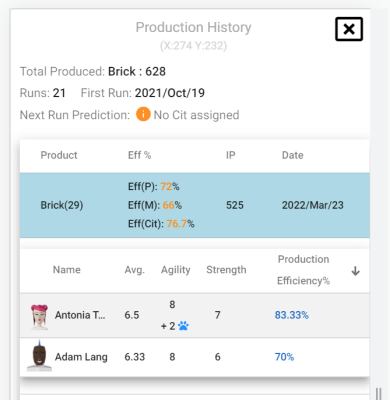 Production History
(X:274 Y:232)
Total Produced: Brick : 628
Runs: 21 First Run: 2021/Oct/19
Next Run Prediction: No Cit assigned
Product Eff % IP Date
Eff(P): 72%
Brick(29) Eff(M): 66% 525 2022/Mar/23
Eff(Cit): 76.7%
Name Avg. Agility Strength Production
Efficiency%
Antonia T... 6.5 8 7 83.33%
+ 2
Adam Lang 6.33 8 6 70%